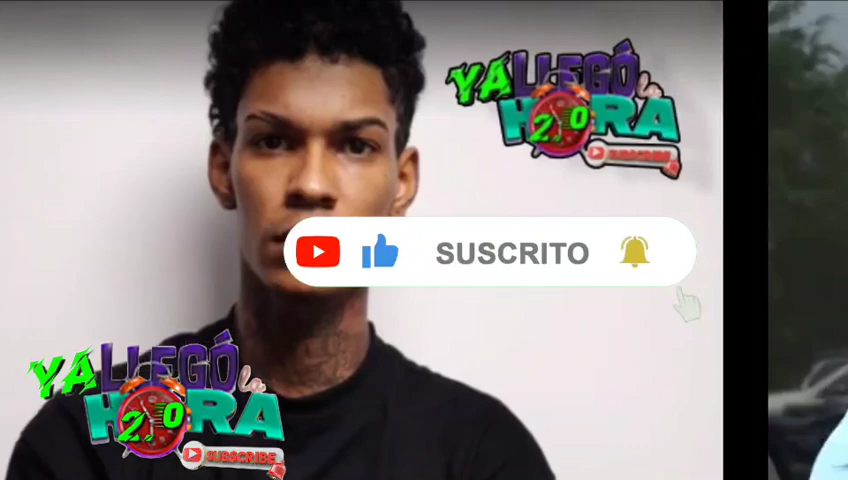 YA LLEGÓ la
HORA
2.0
SUBSCRIBE
SUSCRITO
YA LLEGÓ la
HORA
2.0
SUBSCRIBE